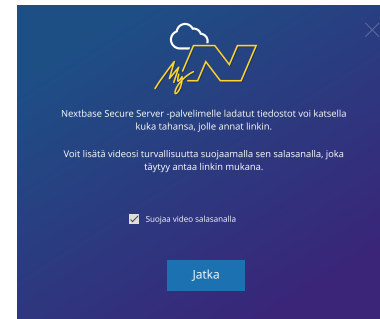 My N
Nextbase Secure Server -palvelimelle ladatut tiedostot voi katsella
kuka tahansa, jolle annat linkin.
Voit lisätä videosi turvallisuutta suojaamalla sen salasanalla, joka
täytyy antaa linkin mukana.
Suojaa video salasanalla
Jatka